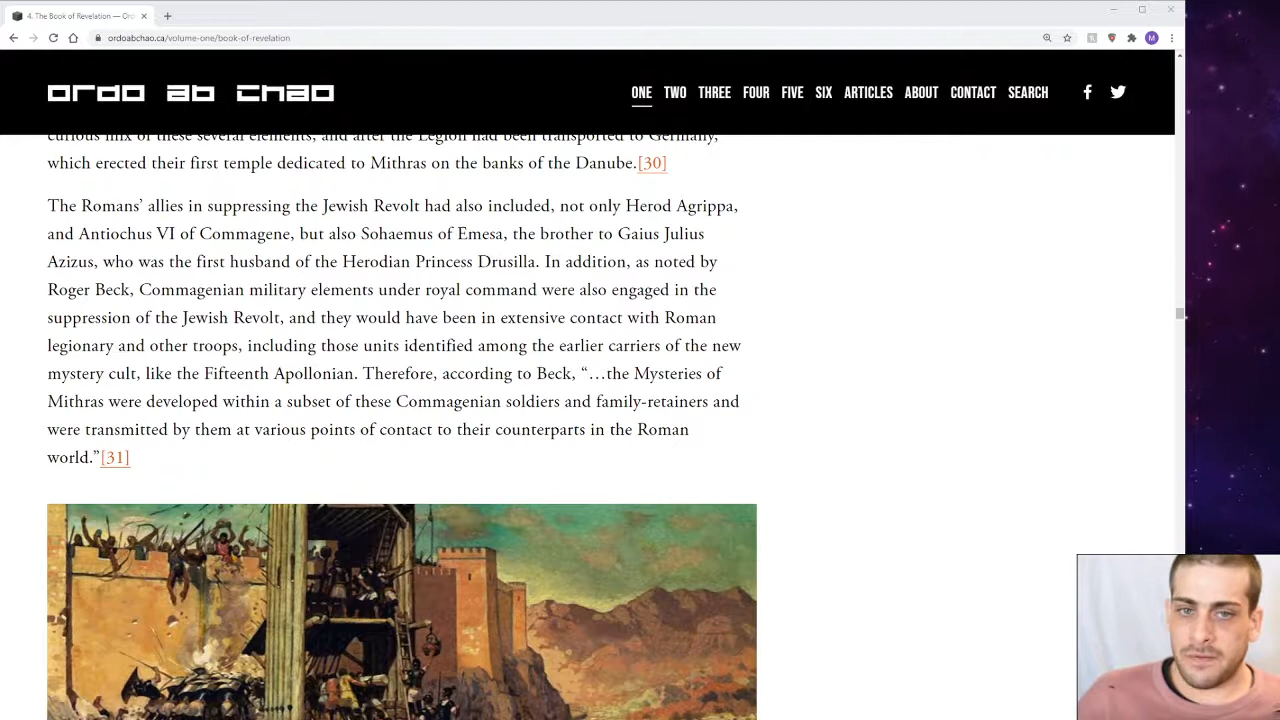 4. The Book of Revelation — Ord
ordoabchao.ca/volume-one/book-of-revelation
M
ordo ab chao
ONE TWO THREE FOUR FIVE SIX ARTICLES ABOUT CONTACT SEARCH
curious mix of these several elements, and after the Legion had been transported to Germany,
which erected their first temple dedicated to Mithras on the banks of the Danube.[30]
The Romans’ allies in suppressing the Jewish Revolt had also included, not only Herod Agrippa,
and Antiochus VI of Commagene, but also Sohaemus of Emesa, the brother to Gaius Julius
Azizus, who was the first husband of the Herodian Princess Drusilla. In addition, as noted by
Roger Beck, Commagenian military elements under royal command were also engaged in the
suppression of the Jewish Revolt, and they would have been in extensive contact with Roman
legionary and other troops, including those units identified among the earlier carriers of the new
mystery cult, like the Fifteenth Apollonian. Therefore, according to Beck, “…the Mysteries of
Mithras were developed within a subset of these Commagenian soldiers and family-retainers and
were transmitted by them at various points of contact to their counterparts in the Roman
world.”[31]